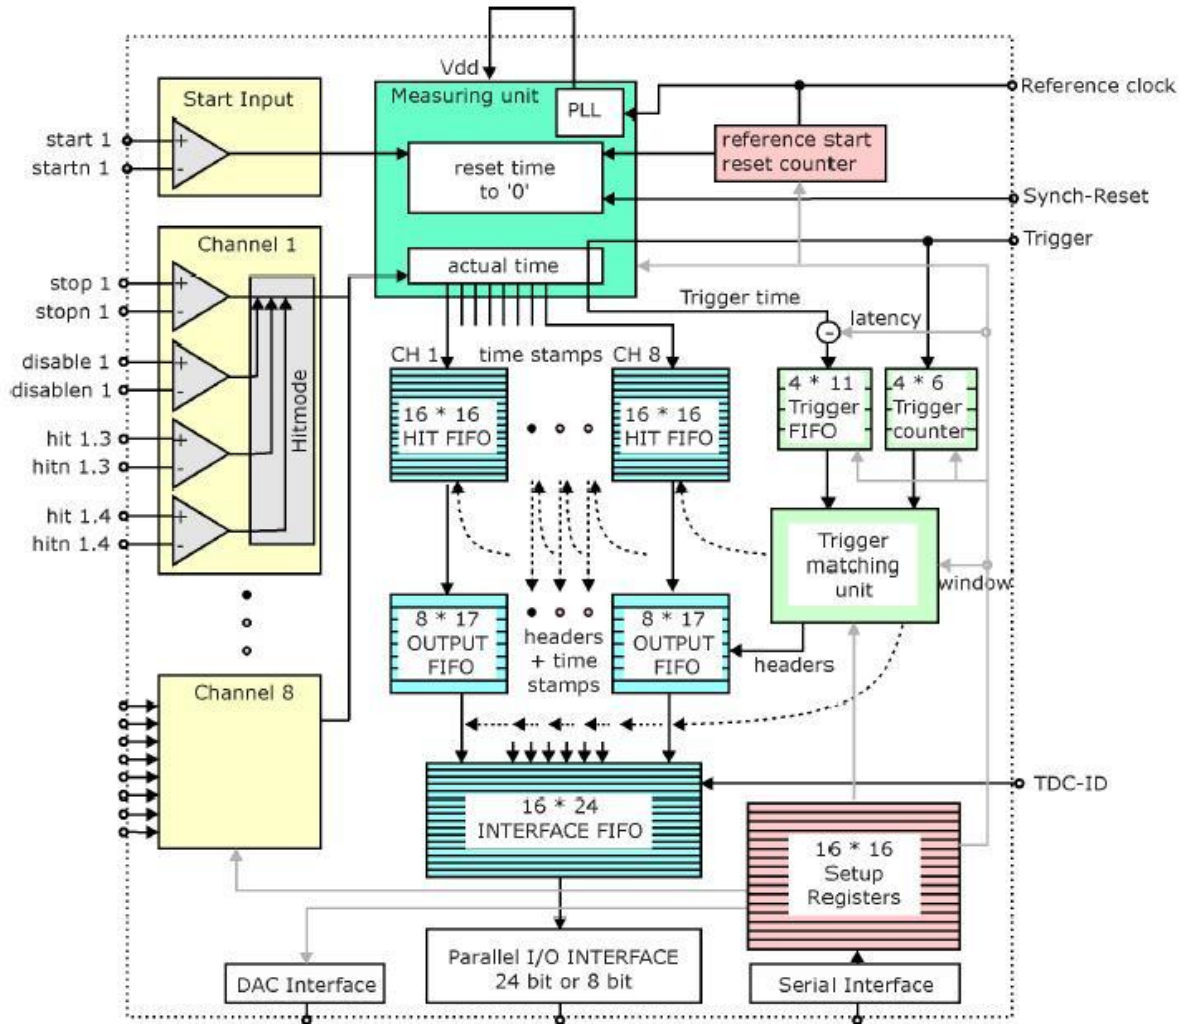 Vdd
Measuring unit
PLL
Reference clock
Start Input
start 1
+
startn 1
-
reference start
reset counter
reset time
to '0'
Synch-Reset
Channel 1
Trigger
actual time
stop 1
+
stopn 1
-
Trigger time
-
latency
disable 1
+
disablen 1
-
Hitmode
hit 1.3
+
hitn 1.3
-
hit 1.4
+
hitn 1.4
-
CH 1
time stamps
CH 8
16 * 16
HIT FIFO
16 * 16
HIT FIFO
4 * 11
Trigger
FIFO
4 * 6
Trigger
counter
Trigger
matching
unit
window
8 * 17
OUTPUT
FIFO
headers
+ time
stamps
8 * 17
OUTPUT
FIFO
headers
Channel 8
TDC-ID
16 * 24
INTERFACE FIFO
16 * 16
Setup
Registers
DAC Interface
Parallel I/O INTERFACE
24 bit or 8 bit
Serial Interface